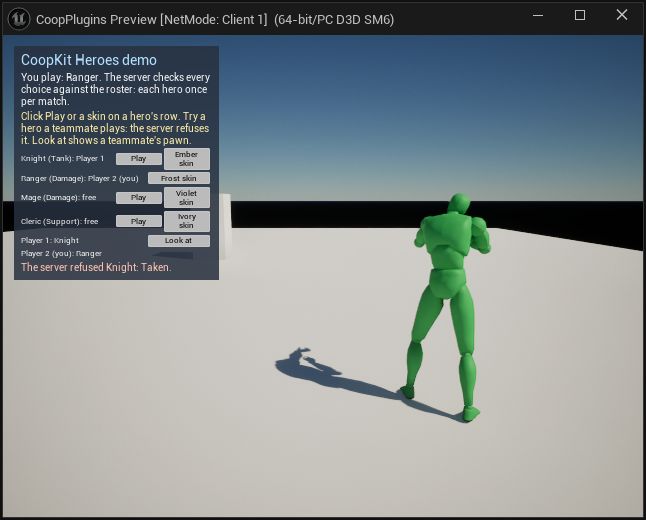 CoopPlugins Preview [NetMode: Client 1] (64-bit/PC D3D SM6)
CoopKit Heroes demo
You play: Ranger. The server checks every
choice against the roster: each hero once
per match.
Click Play or a skin on a hero's row. Try a
hero a teammate plays: the server refuses
it. Look at shows a teammate's pawn.
Knight (Tank): Player 1 Play Ember skin
Ranger (Damage): Player 2 (you) Frost skin
Mage (Damage): free Play Violet skin
Cleric (Support): free Play Ivory skin
Player 1: Knight Look at
Player 2 (you): Ranger
The server refused Knight: Taken.